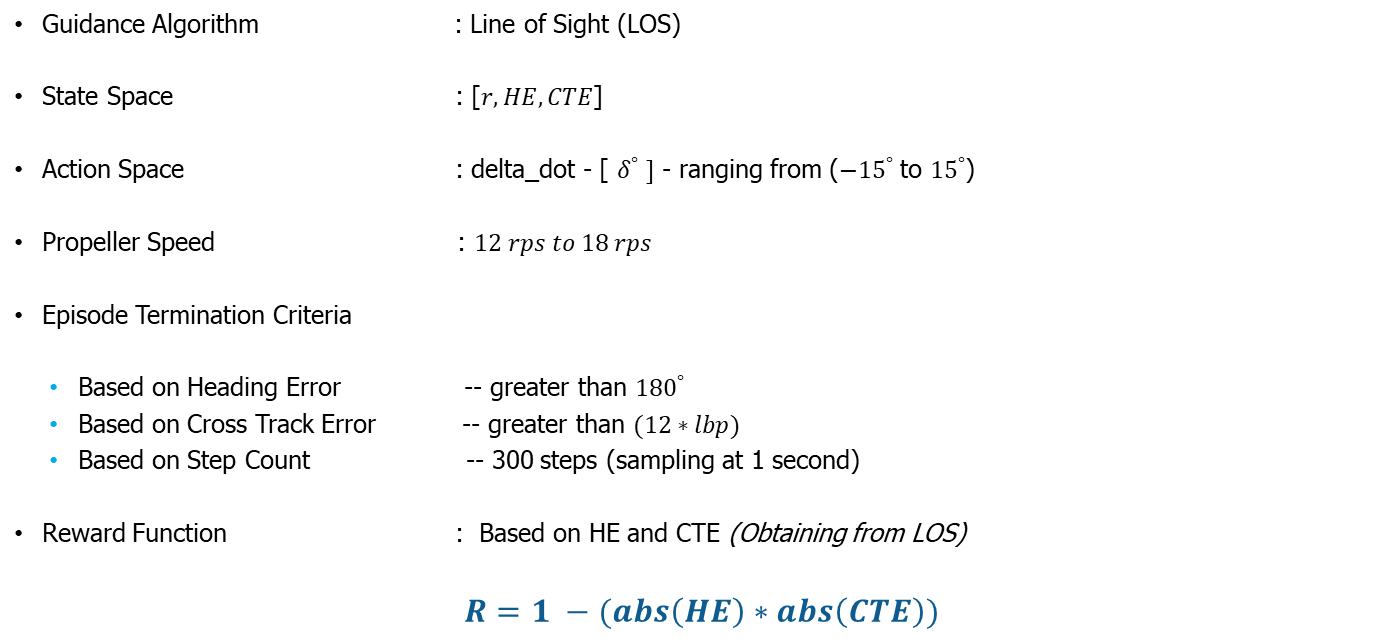 • Guidance Algorithm : Line of Sight (LOS)
• State Space : [r, HE, CTE]
• Action Space : delta_dot - [ δ° ] - ranging from (−15° to 15°)
• Propeller Speed : 12 rps to 18 rps
• Episode Termination Criteria
• Based on Heading Error -- greater than 180°
• Based on Cross Track Error -- greater than (12 * lbp)
• Based on Step Count -- 300 steps (sampling at 1 second)
• Reward Function : Based on HE and CTE (Obtaining from LOS)
R = 1 − (abs(HE) * abs(CTE))